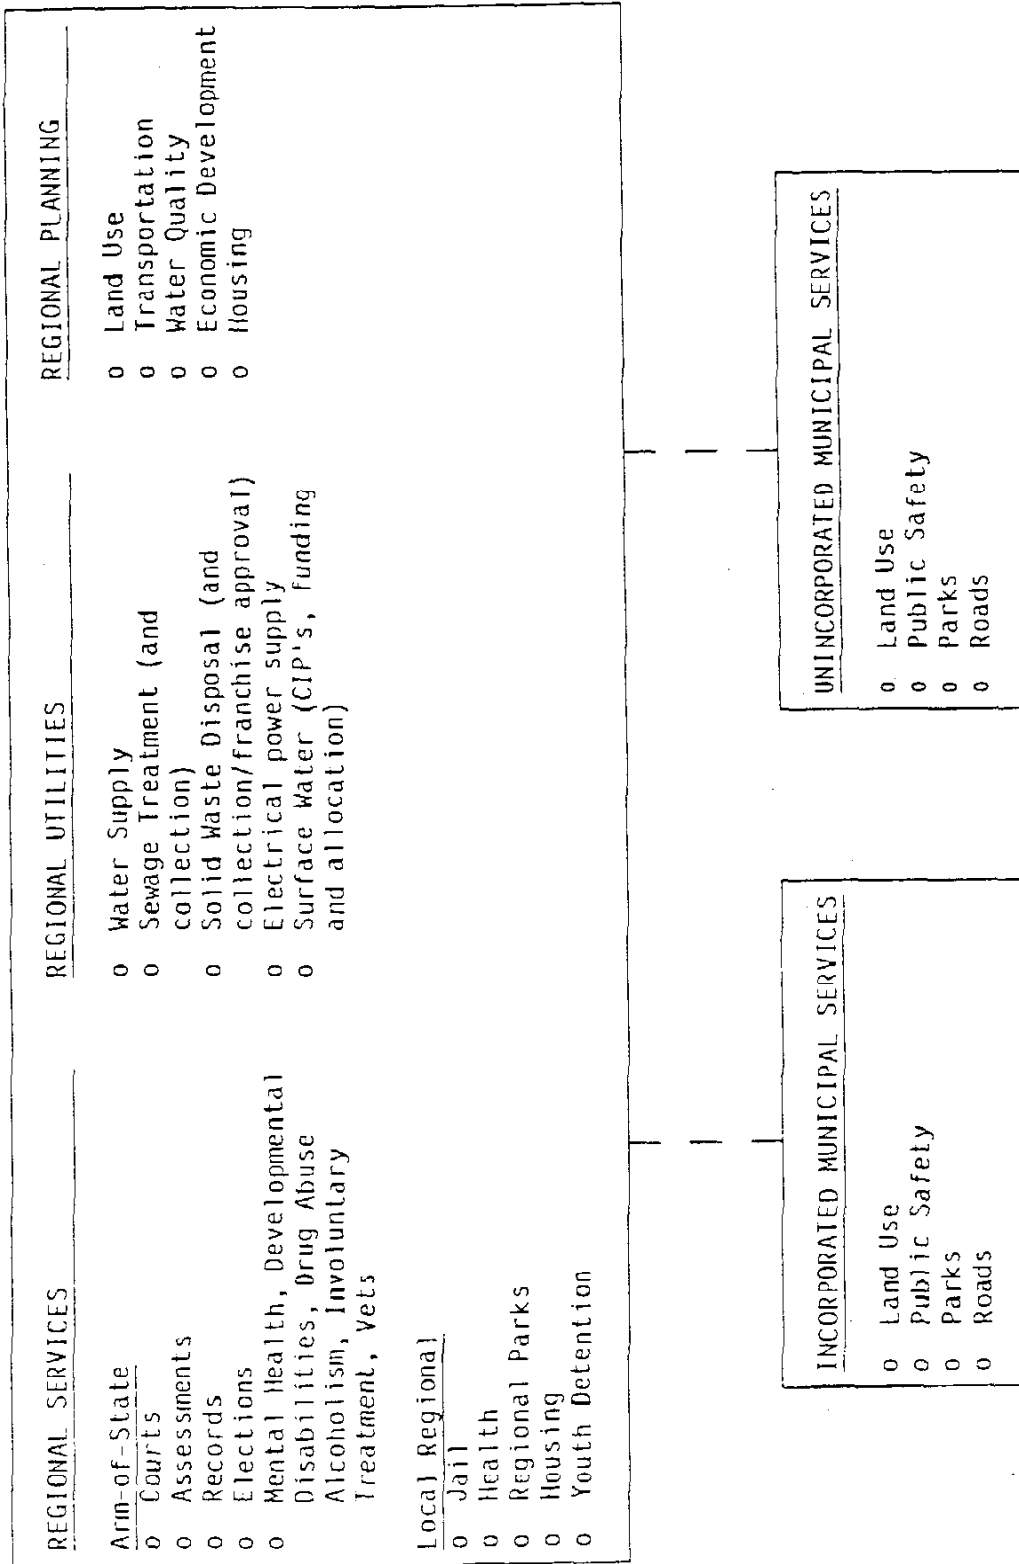 REGIONAL SERVICES
Arm-of-State
o Courts
o Assessments
o Records
o Elections
o Mental Health, Developmental
Disabilities, Drug Abuse
Alcoholism, Involuntary
Treatment, Vets
Local Regional
o Jail
o Health
o Regional Parks
o Housing
o Youth Detention
REGIONAL UTILITIES
o Water Supply
o Sewage Treatment (and
collection)
o Solid Waste Disposal (and
collection/franchise approval)
o Electrical power supply
o Surface Water (CIP's, funding
and allocation)
REGIONAL PLANNING
o Land Use
o Transportation
o Water Quality
o Economic Development
o Housing
INCORPORATED MUNICIPAL SERVICES
o Land Use
o Public Safety
o Parks
o Roads
UNINCORPORATED MUNICIPAL SERVICES
o Land Use
o Public Safety
o Parks
o Roads